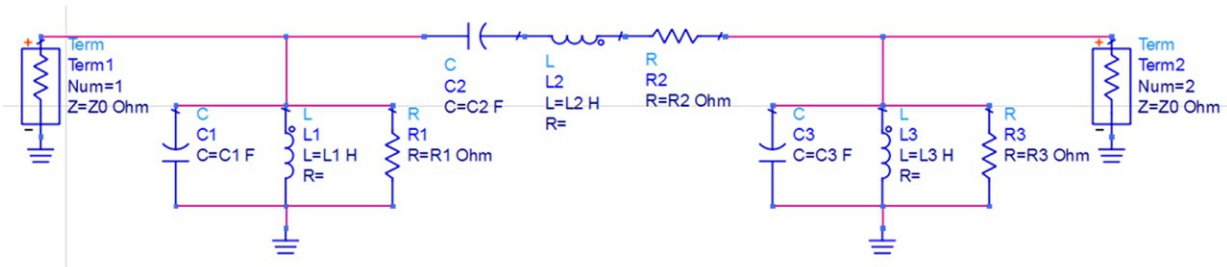 +
Term
Term1
Num=1
Z=Z0 Ohm
-
C
C2
C=C2 F
L
L2
L=L2 H
R=
R
R2
R=R2 Ohm
+
Term
Term2
Num=2
Z=Z0 Ohm
-
C
C1
C=C1 F
L
L1
L=L1 H
R=
R
R1
R=R1 Ohm
C
C3
C=C3 F
L
L3
L=L3 H
R=
R
R3
R=R3 Ohm